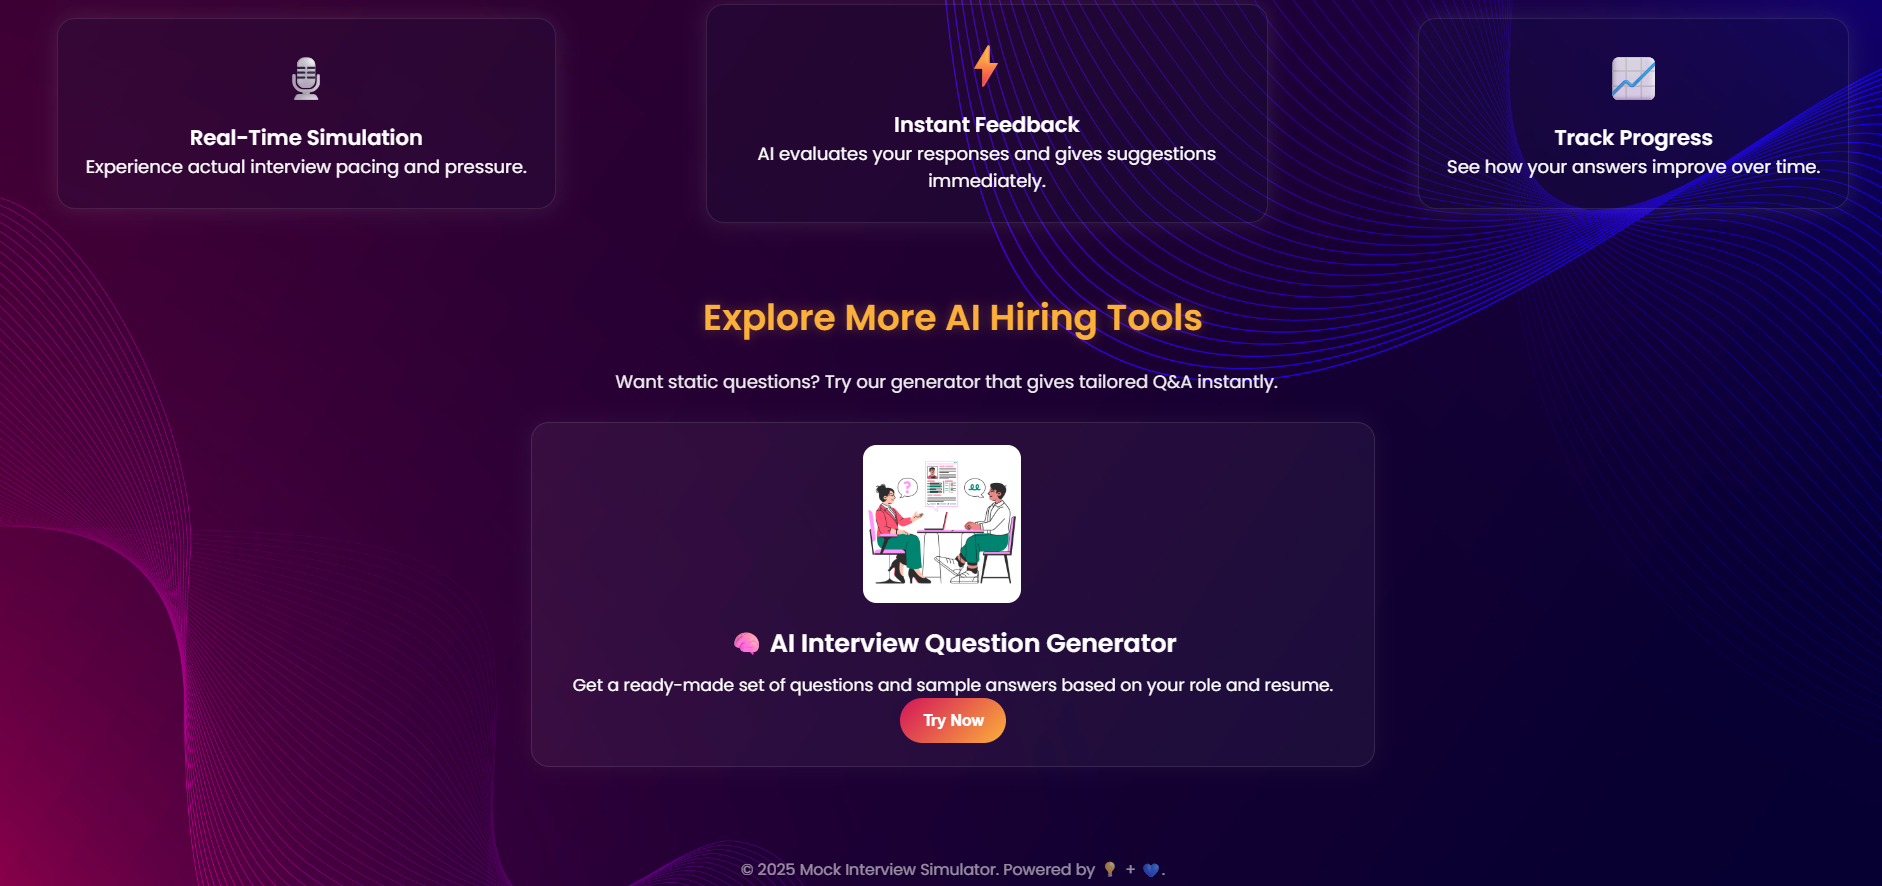 Real-Time Simulation
Experience actual interview pacing and pressure.
Instant Feedback
AI evaluates your responses and gives suggestions
immediately.
Track Progress
See how your answers improve over time.
Explore More AI Hiring Tools
Want static questions? Try our generator that gives tailored Q&A instantly.
?
🧠 AI Interview Question Generator
Get a ready-made set of questions and sample answers based on your role and resume.
Try Now
© 2025 Mock Interview Simulator. Powered by 💡 + 💙.